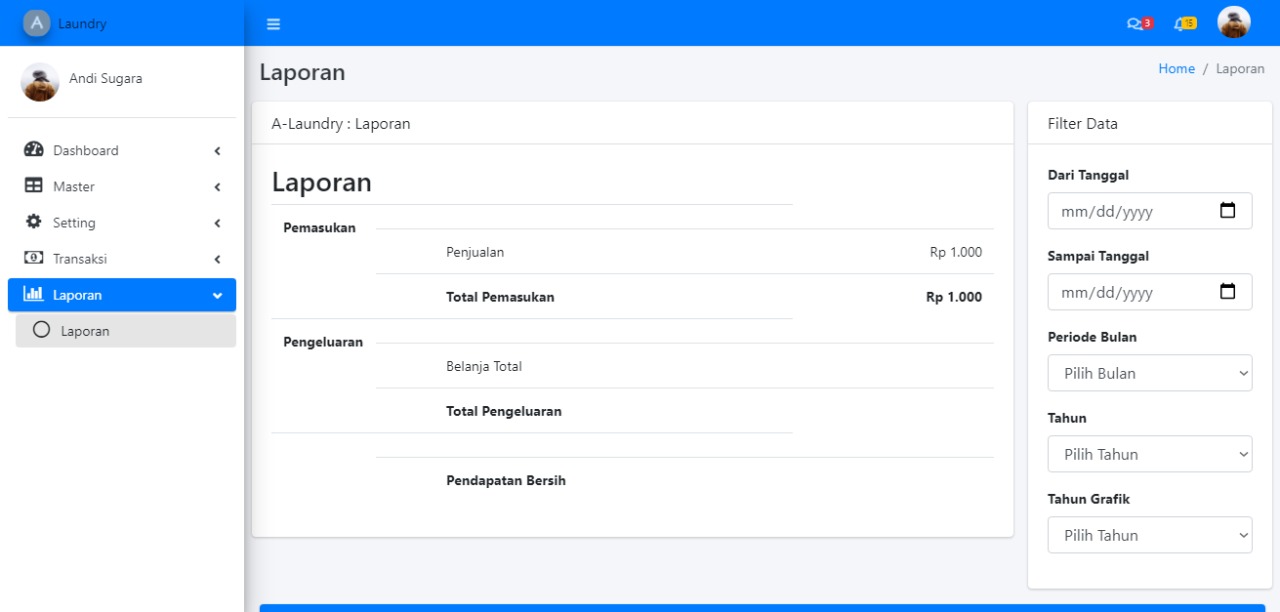 A Laundry
3
15
Andi Sugara
Dashboard
Master
Setting
Transaksi
Laporan
Laporan
Laporan
Home / Laporan
A-Laundry : Laporan
Laporan
Pemasukan
Penjualan Rp 1.000
Total Pemasukan Rp 1.000
Pengeluaran
Belanja Total
Total Pengeluaran
Pendapatan Bersih
Filter Data
Dari Tanggal
mm/dd/yyyy
Sampai Tanggal
mm/dd/yyyy
Periode Bulan
Pilih Bulan
Tahun
Pilih Tahun
Tahun Grafik
Pilih Tahun